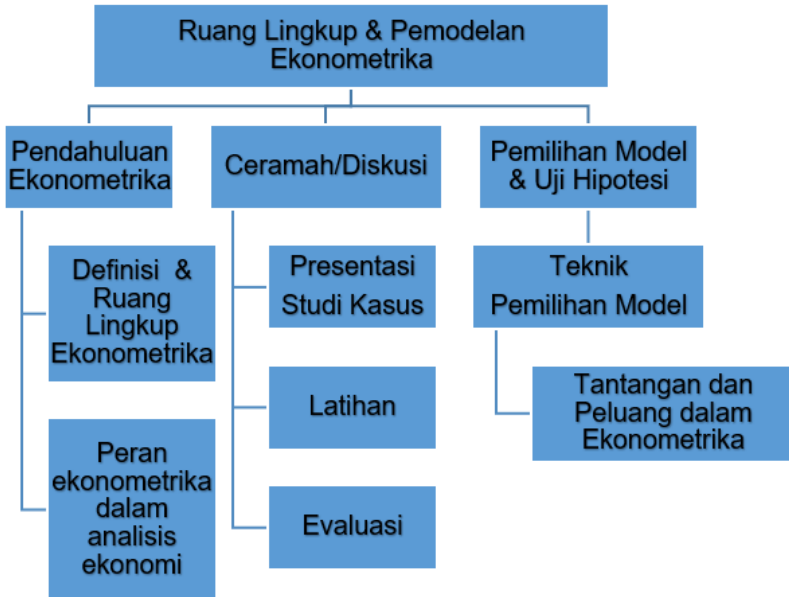 Ruang Lingkup & Pemodelan
Ekonometrika
Pendahuluan
Ekonometrika
Ceramah/Diskusi
Pemilihan Model
& Uji Hipotesi
Definisi & 
Ruang
Lingkup
Ekonometrika
Peran
ekonometrika
dalam
analisis
ekonomi
Presentasi
Studi Kasus
Latihan
Evaluasi
Teknik
Pemilihan Model
Tantangan dan
Peluang dalam
Ekonometrika